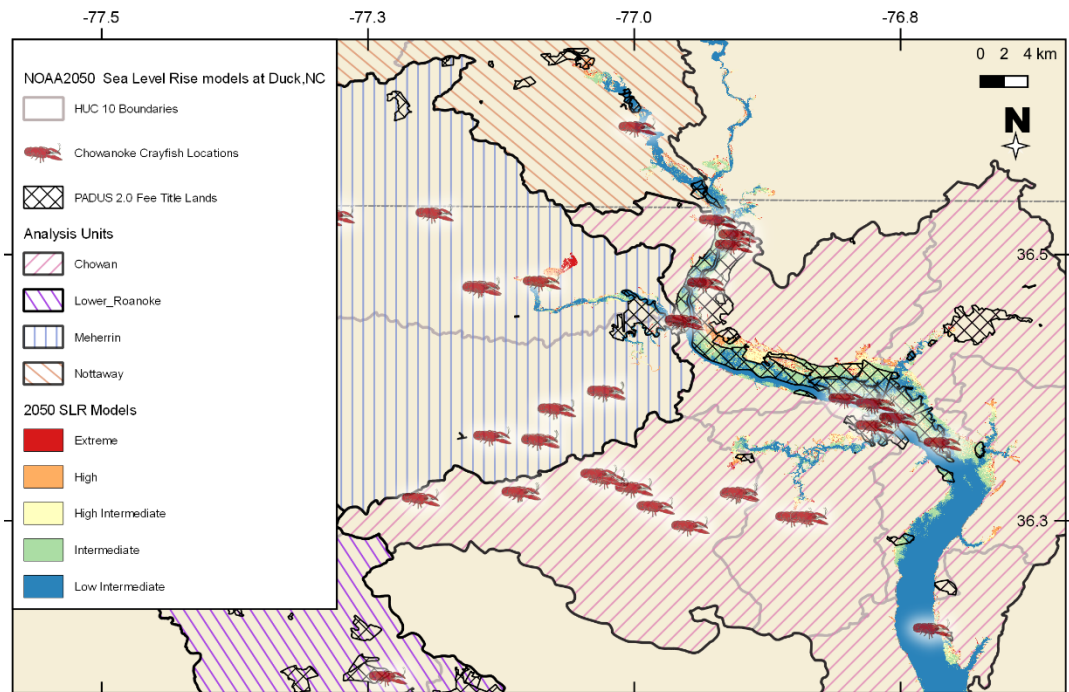 -77.5 -77.3 -77.0 -76.8
NOAA2050 Sea Level Rise models at Duck,NC
HUC 10 Boundaries
Chowanoke Crayfish Locations
PADUS 2.0 Fee Title Lands
Analysis Units
Chowan
Lower_Roanoke
Meherrin
Nottaway
2050 SLR Models
Extreme
High
High Intermediate
Intermediate
Low Intermediate
0 2 4 km
N
36.5
36.3